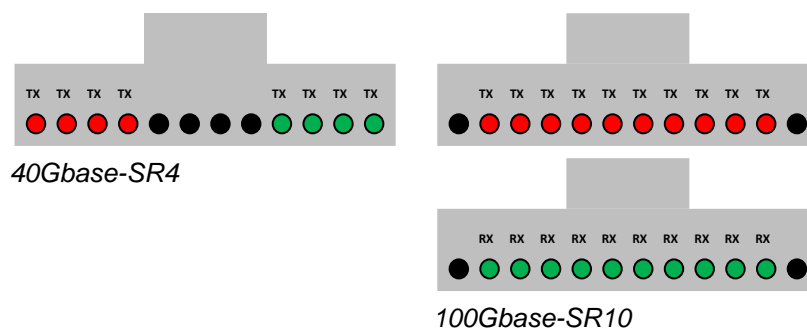 TX TX TX TX TX TX TX TX
40Gbase-SR4
TX TX TX TX TX TX TX TX TX TX
RX RX RX RX RX RX RX RX RX RX
100Gbase-SR10